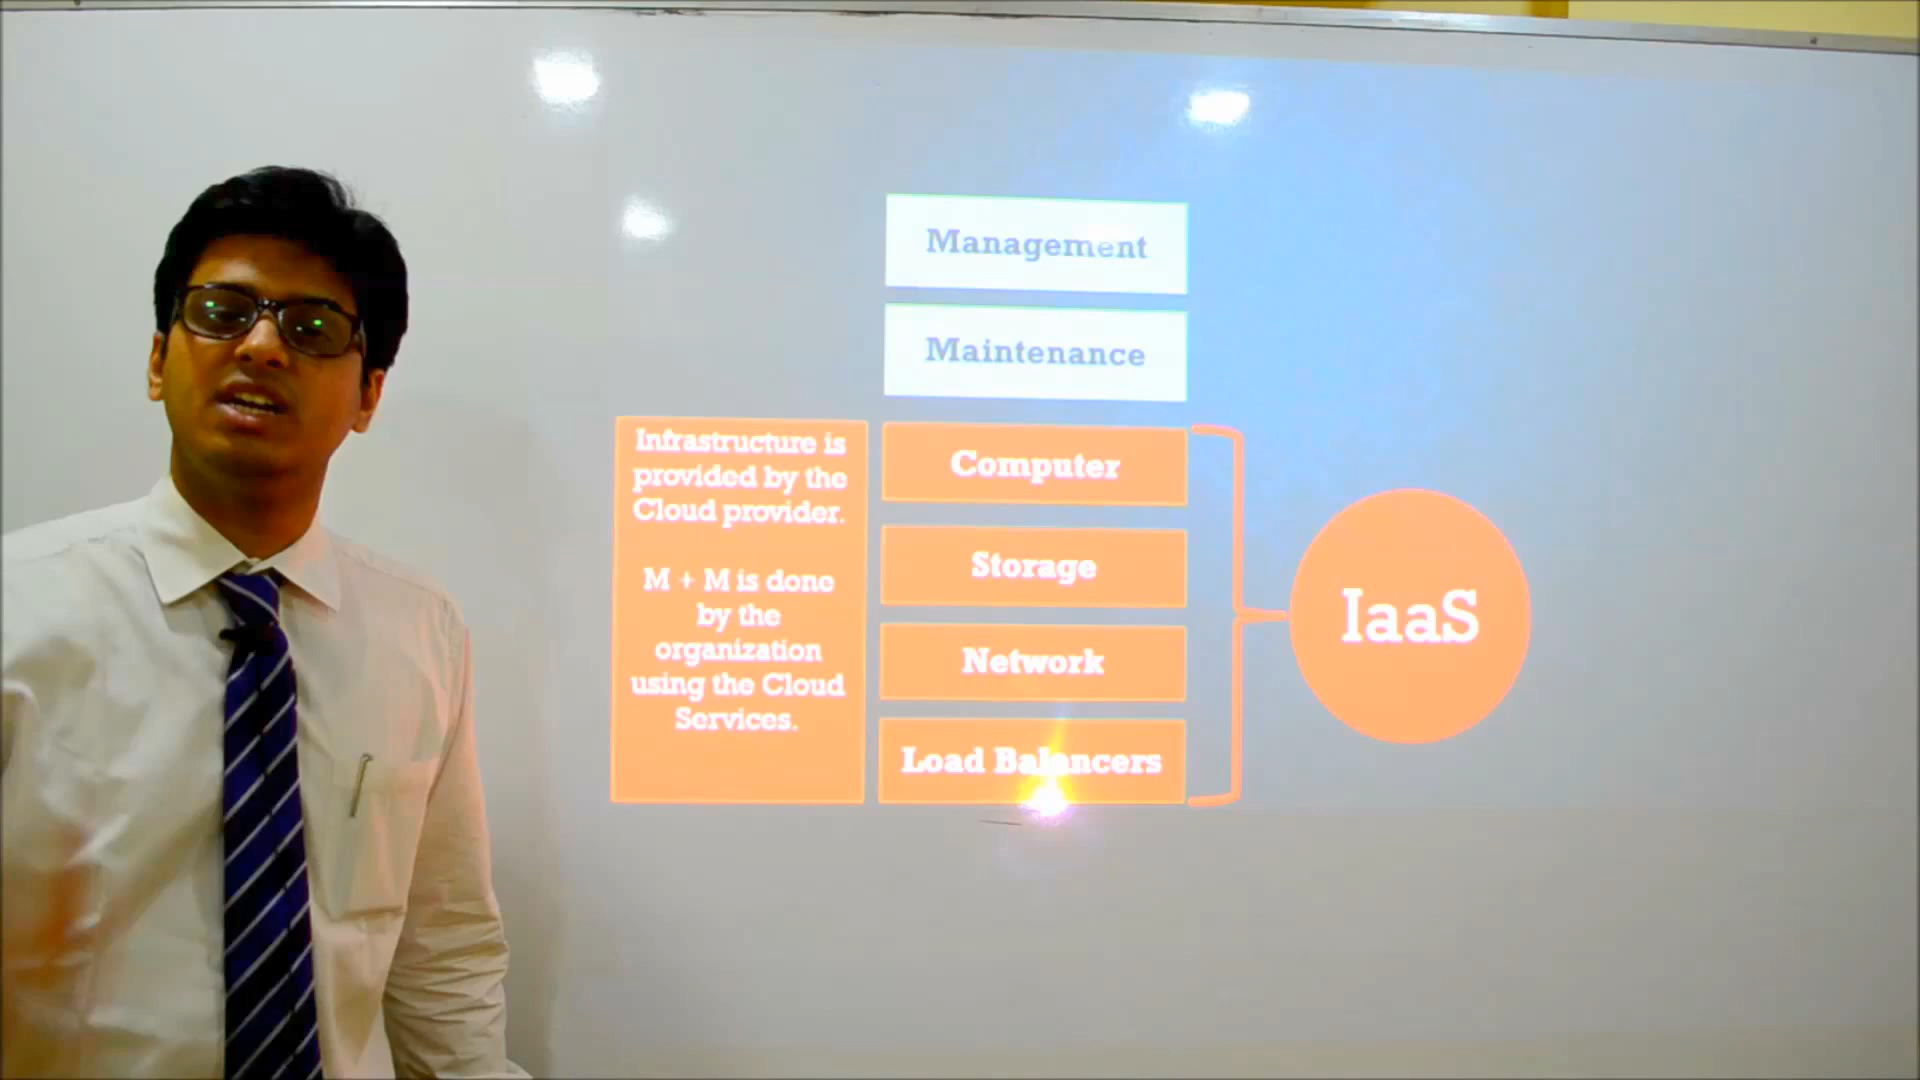 Management
Maintenance
Infrastructure is
provided by the
Cloud provider.
M + M is done
by the
organization
using the Cloud
Services.
Computer
Storage
Network
Load Balancers
IaaS